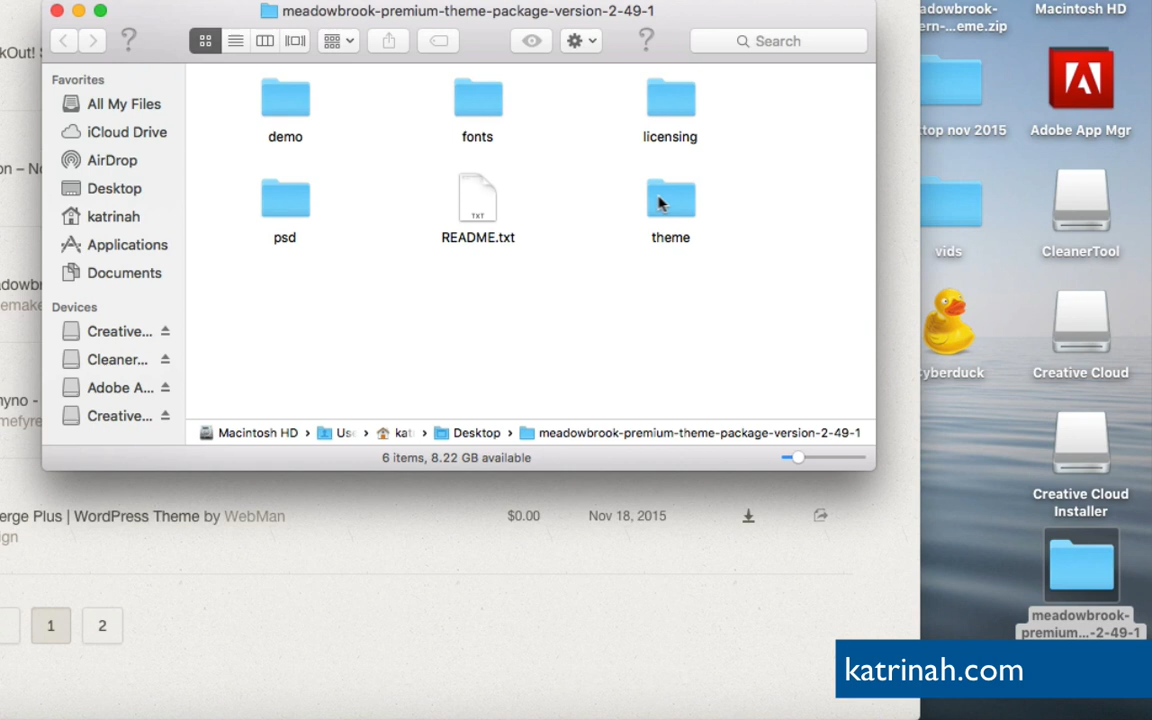 meadowbrook-premium-theme-package-version-2-49-1
Search
Favorites
All My Files
iCloud Drive
AirDrop
Desktop
katrinah
Applications
Documents
Devices
Creative...
Cleaner...
Adobe A...
Creative...
demo
fonts
licensing
psd
TXT
README.txt
theme
Macintosh HD
Desktop
meadowbrook-premium-theme-package-version-2-49-1
6 items, 8.22 GB available
WordPress Theme by WebMan
$0.00
Nov 18, 2015
1
2
Macintosh HD
Adobe App Mgr
nov 2015
CleanerTool
vids
Creative Cloud
Creative Cloud
Installer
meadowbrook-
premium...-2-49-1
katrinah.com